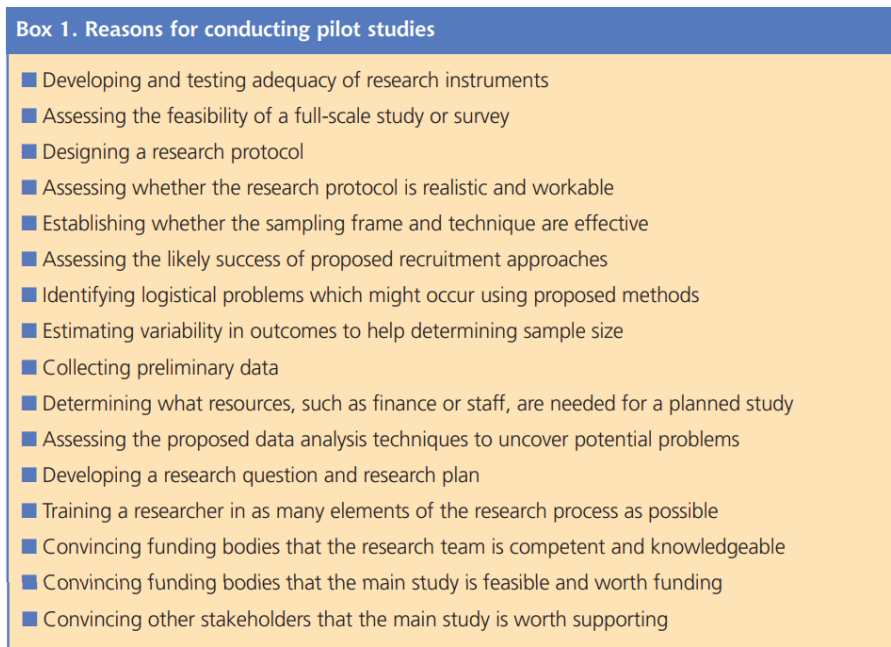 Box 1. Reasons for conducting pilot studies
■ Developing and testing adequacy of research instruments
■ Assessing the feasibility of a full-scale study or survey
■ Designing a research protocol
■ Assessing whether the research protocol is realistic and workable
■ Establishing whether the sampling frame and technique are effective
■ Assessing the likely success of proposed recruitment approaches
■ Identifying logistical problems which might occur using proposed methods
■ Estimating variability in outcomes to help determining sample size
■ Collecting preliminary data
■ Determining what resources, such as finance or staff, are needed for a planned study
■ Assessing the proposed data analysis techniques to uncover potential problems
■ Developing a research question and research plan
■ Training a researcher in as many elements of the research process as possible
■ Convincing funding bodies that the research team is competent and knowledgeable
■ Convincing funding bodies that the main study is feasible and worth funding
■ Convincing other stakeholders that the main study is worth supporting